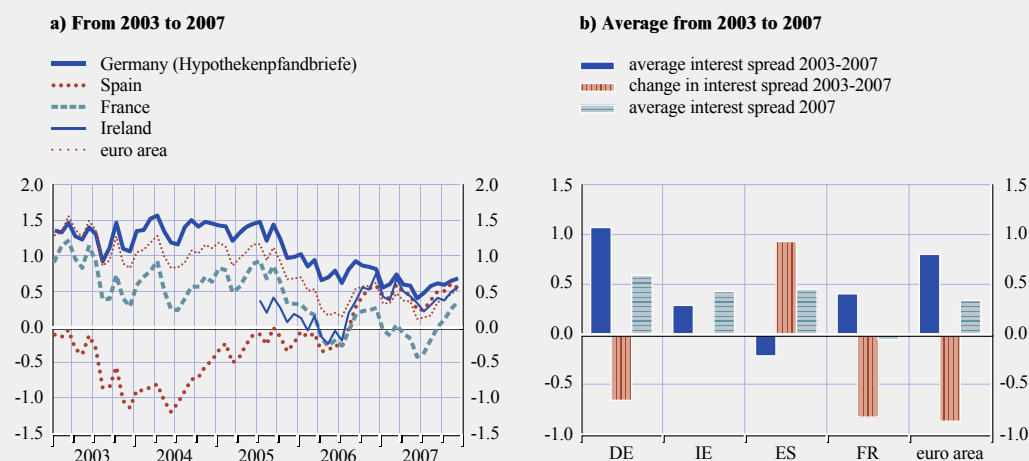 a) From 2003 to 2007
Germany (Hypothekenpfandbriefe)
Spain
France
Ireland
euro area
2.0 2.0
1.5 1.5
1.0 1.0
0.5 0.5
0.0 0.0
-0.5 -0.5
-1.0 -1.0
-1.5 -1.5
2003 2004 2005 2006 2007
b) Average from 2003 to 2007
average interest spread 2003-2007
change in interest spread 2003-2007
average interest spread 2007
1.5 1.5
1.0 1.0
0.5 0.5
0.0 0.0
-0.5 -0.5
-1.0 -1.0
DE IE ES FR euro area